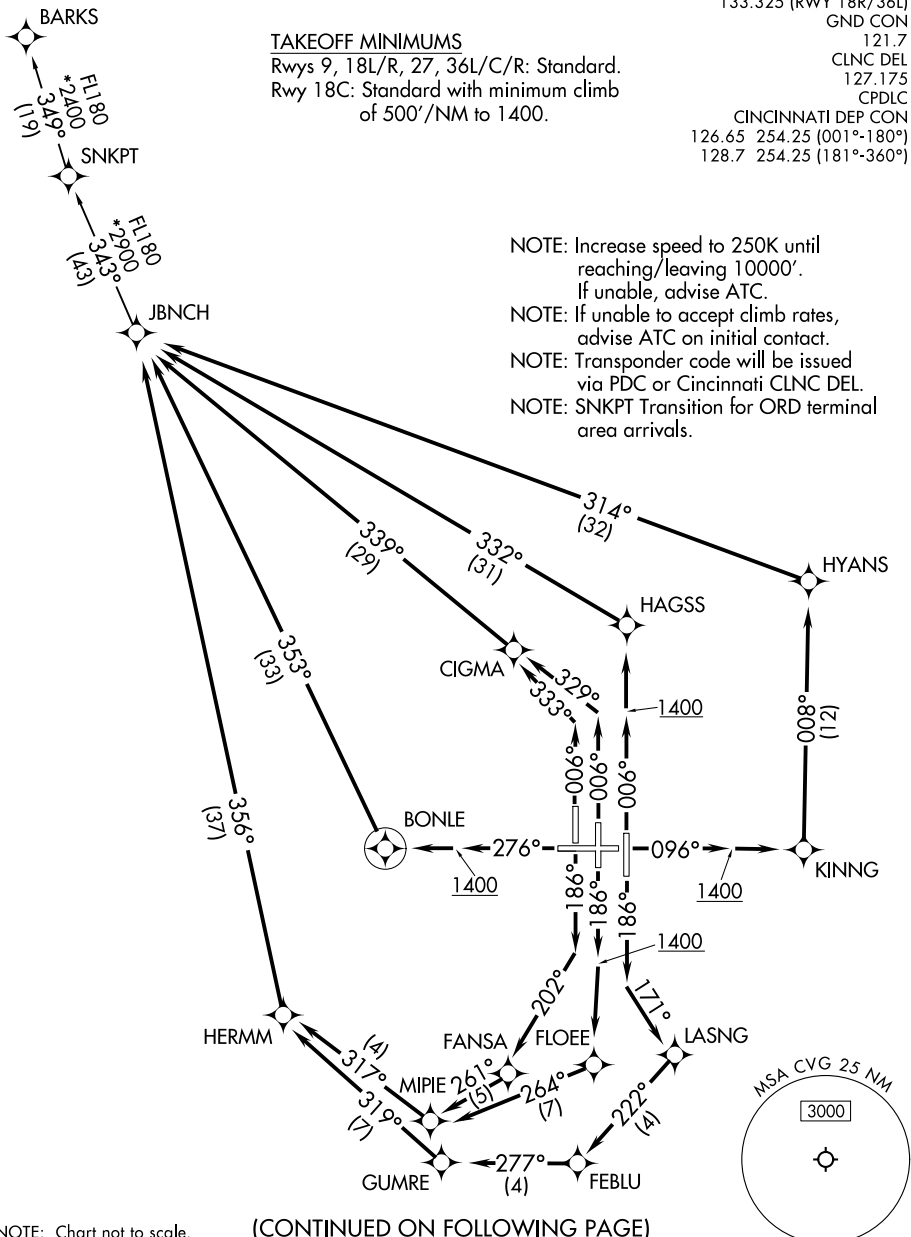 133.325 (RWY 18R/36L)
GND CON
121.7
CLNC DEL
127.175
CPDLC
CINCINNATI DEP CON
126.65 254.25 (001°-180°)
128.7 254.25 (181°-360°)
TAKEOFF MINIMUMS
Rwys 9, 18L/R, 27, 36L/C/R: Standard.
Rwy 18C: Standard with minimum climb
of 500'/NM to 1400.
BARKS
FL180
*2400
349°
(19)
SNKPT
FL180
*2900
343°
(43)
JBNCH
NOTE: Increase speed to 250K until
reaching/leaving 10000'.
If unable, advise ATC.
NOTE: If unable to accept climb rates,
advise ATC on initial contact.
NOTE: Transponder code will be issued
via PDC or Cincinnati CLNC DEL.
NOTE: SNKPT Transition for ORD terminal
area arrivals.
314°
(32)
339°
(29)
332°
(31)
HYANS
HAGSS
353°
(33)
CIGMA
329°
333°
1400
008°
(12)
006°
006°
006°
356°
(37)
BONLE
276°
1400
096°
1400
KINNG
186°
186°
186°
1400
202°
171°
HERMM
FANSA
FLOEE
LASNG
(4)
317°
MIPIE
261°
(5)
264°
(7)
222°
(4)
319°
(7)
GUMRE
277°
(4)
FEBLU
MSA CVG 25 NM
3000
NOTE: Chart not to scale.
(CONTINUED ON FOLLOWING PAGE)